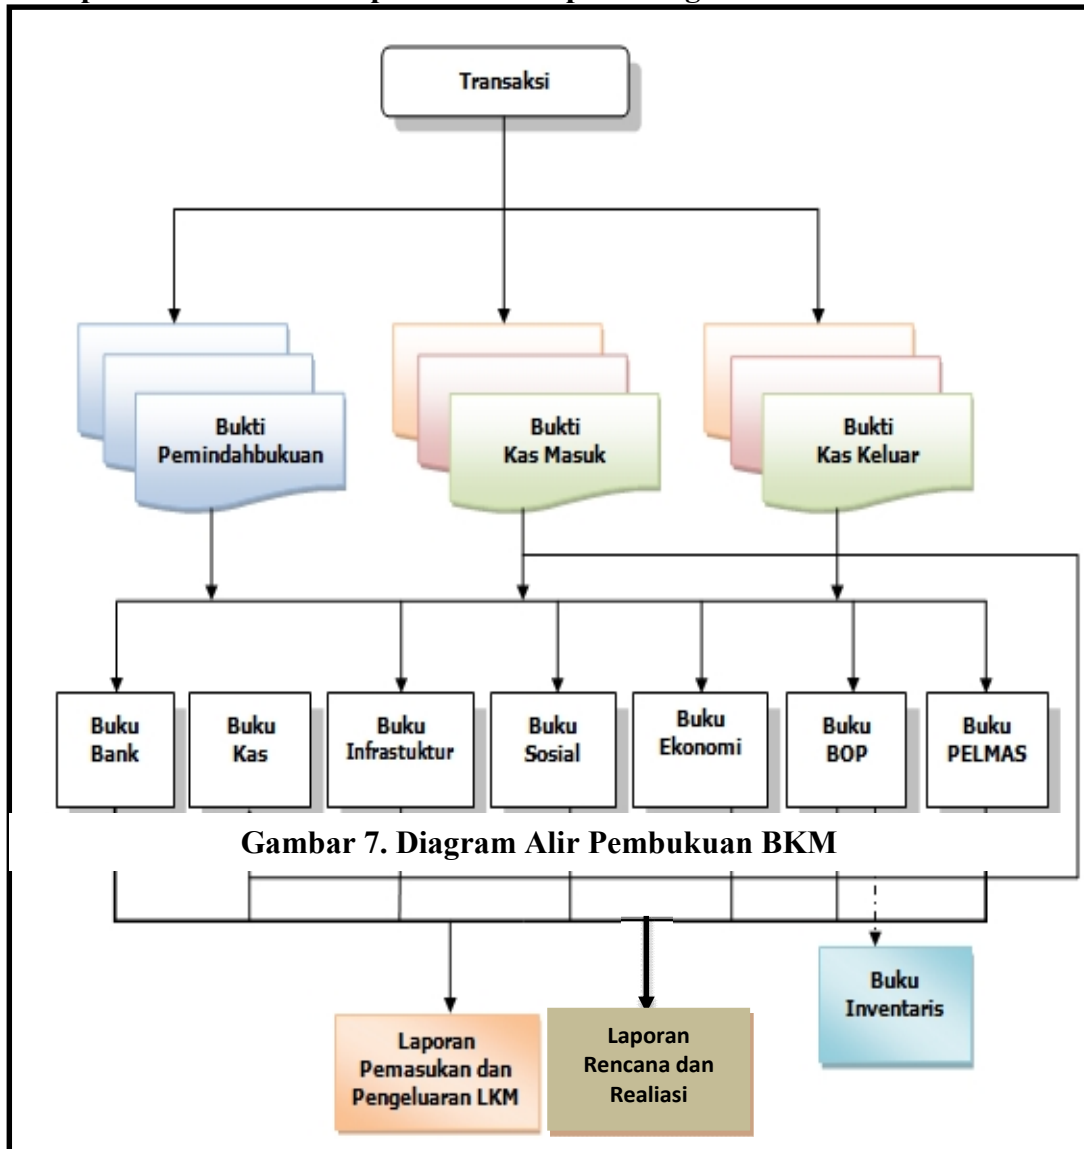 Transaksi
Bukti
Pemindahbukuan
Bukti
Kas Masuk
Bukti
Kas Keluar
Buku
Bank
Buku
Kas
Buku
Infrastuktur
Buku
Sosial
Buku
Ekonomi
Buku
BOP
Buku
PELMAS
Gambar 7. Diagram Alir Pembukuan BKM
Buku
Inventaris
Laporan
Pemasukan dan
Pengeluaran LKM
Laporan
Rencana dan
Realiasi